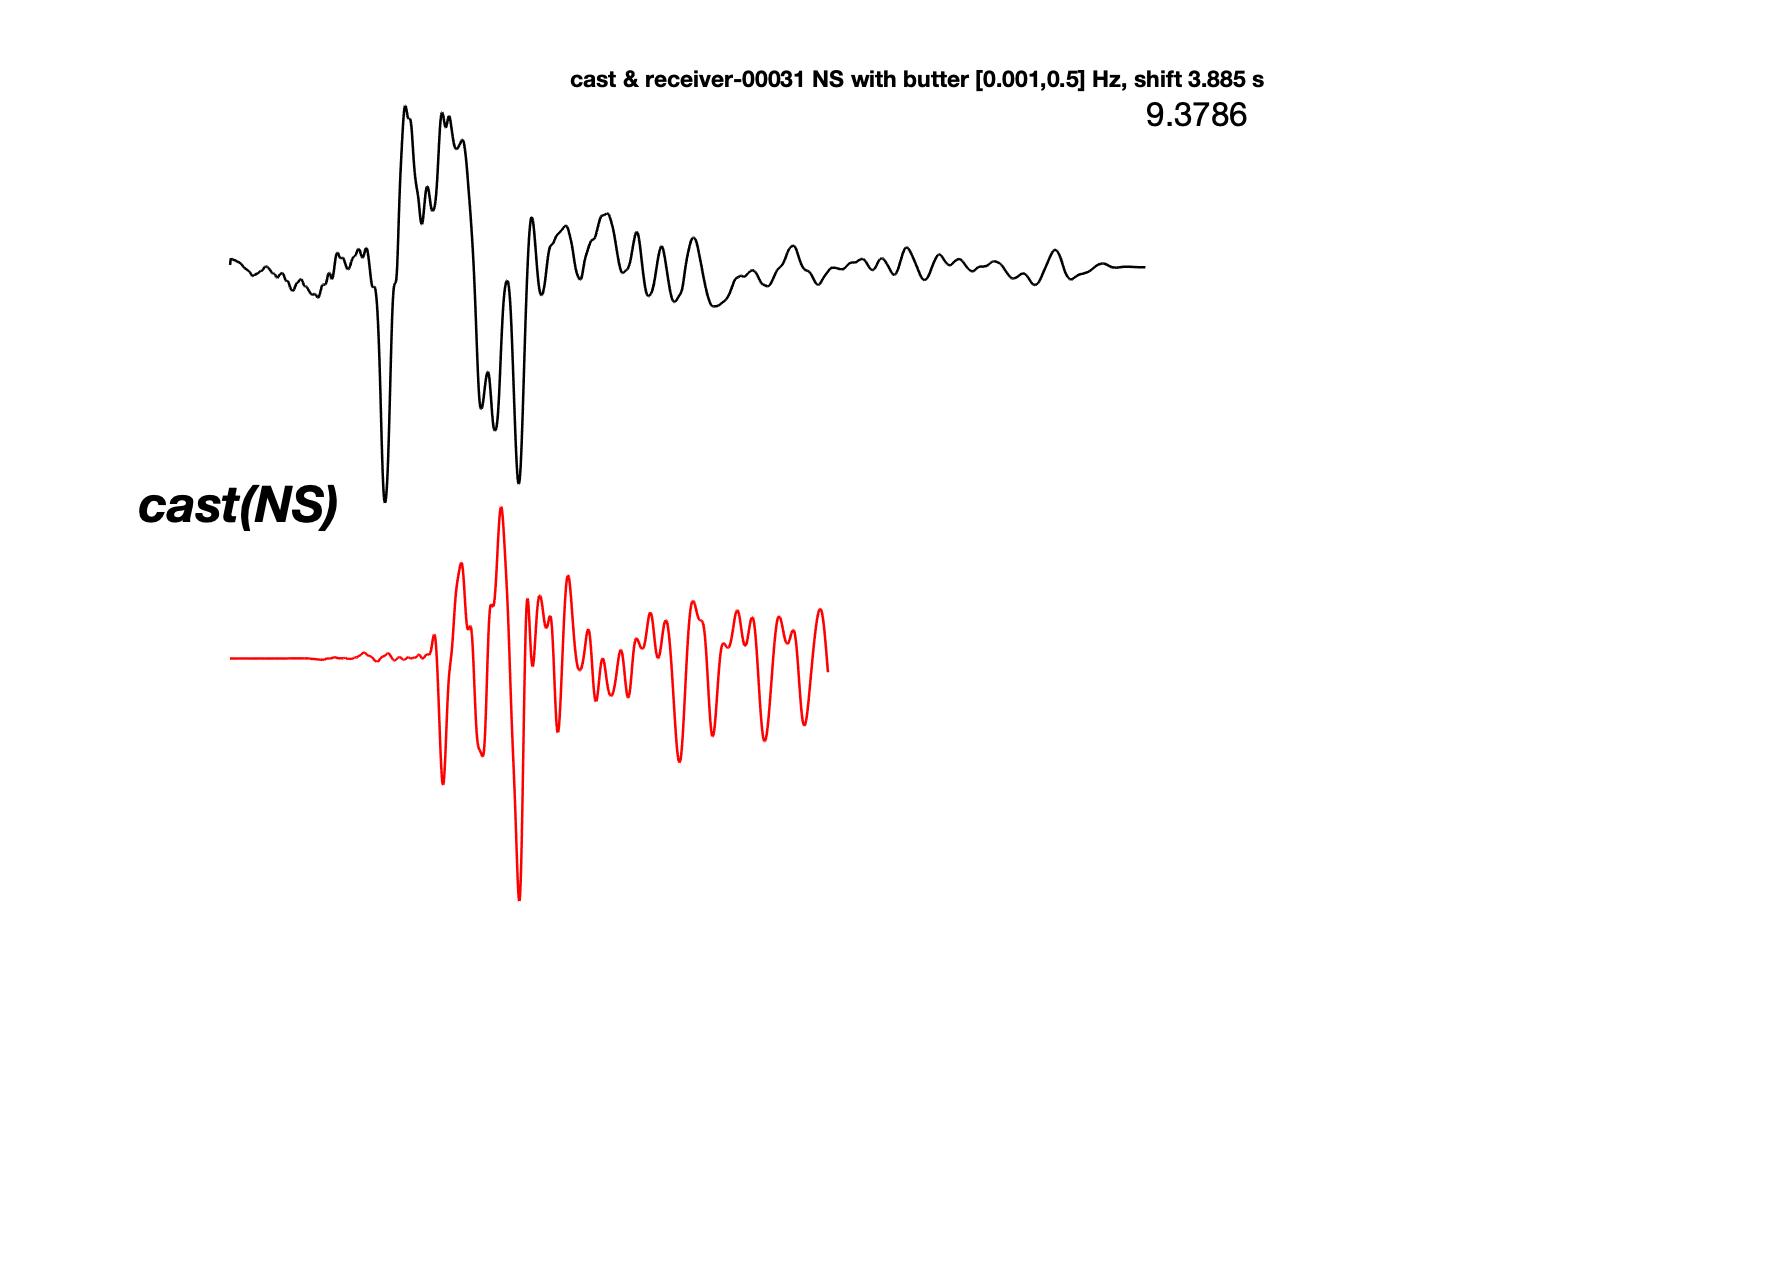 cast & receiver-00031 NS with butter [0.001,0.5] Hz, shift 3.885 s
9.3786
cast(NS)